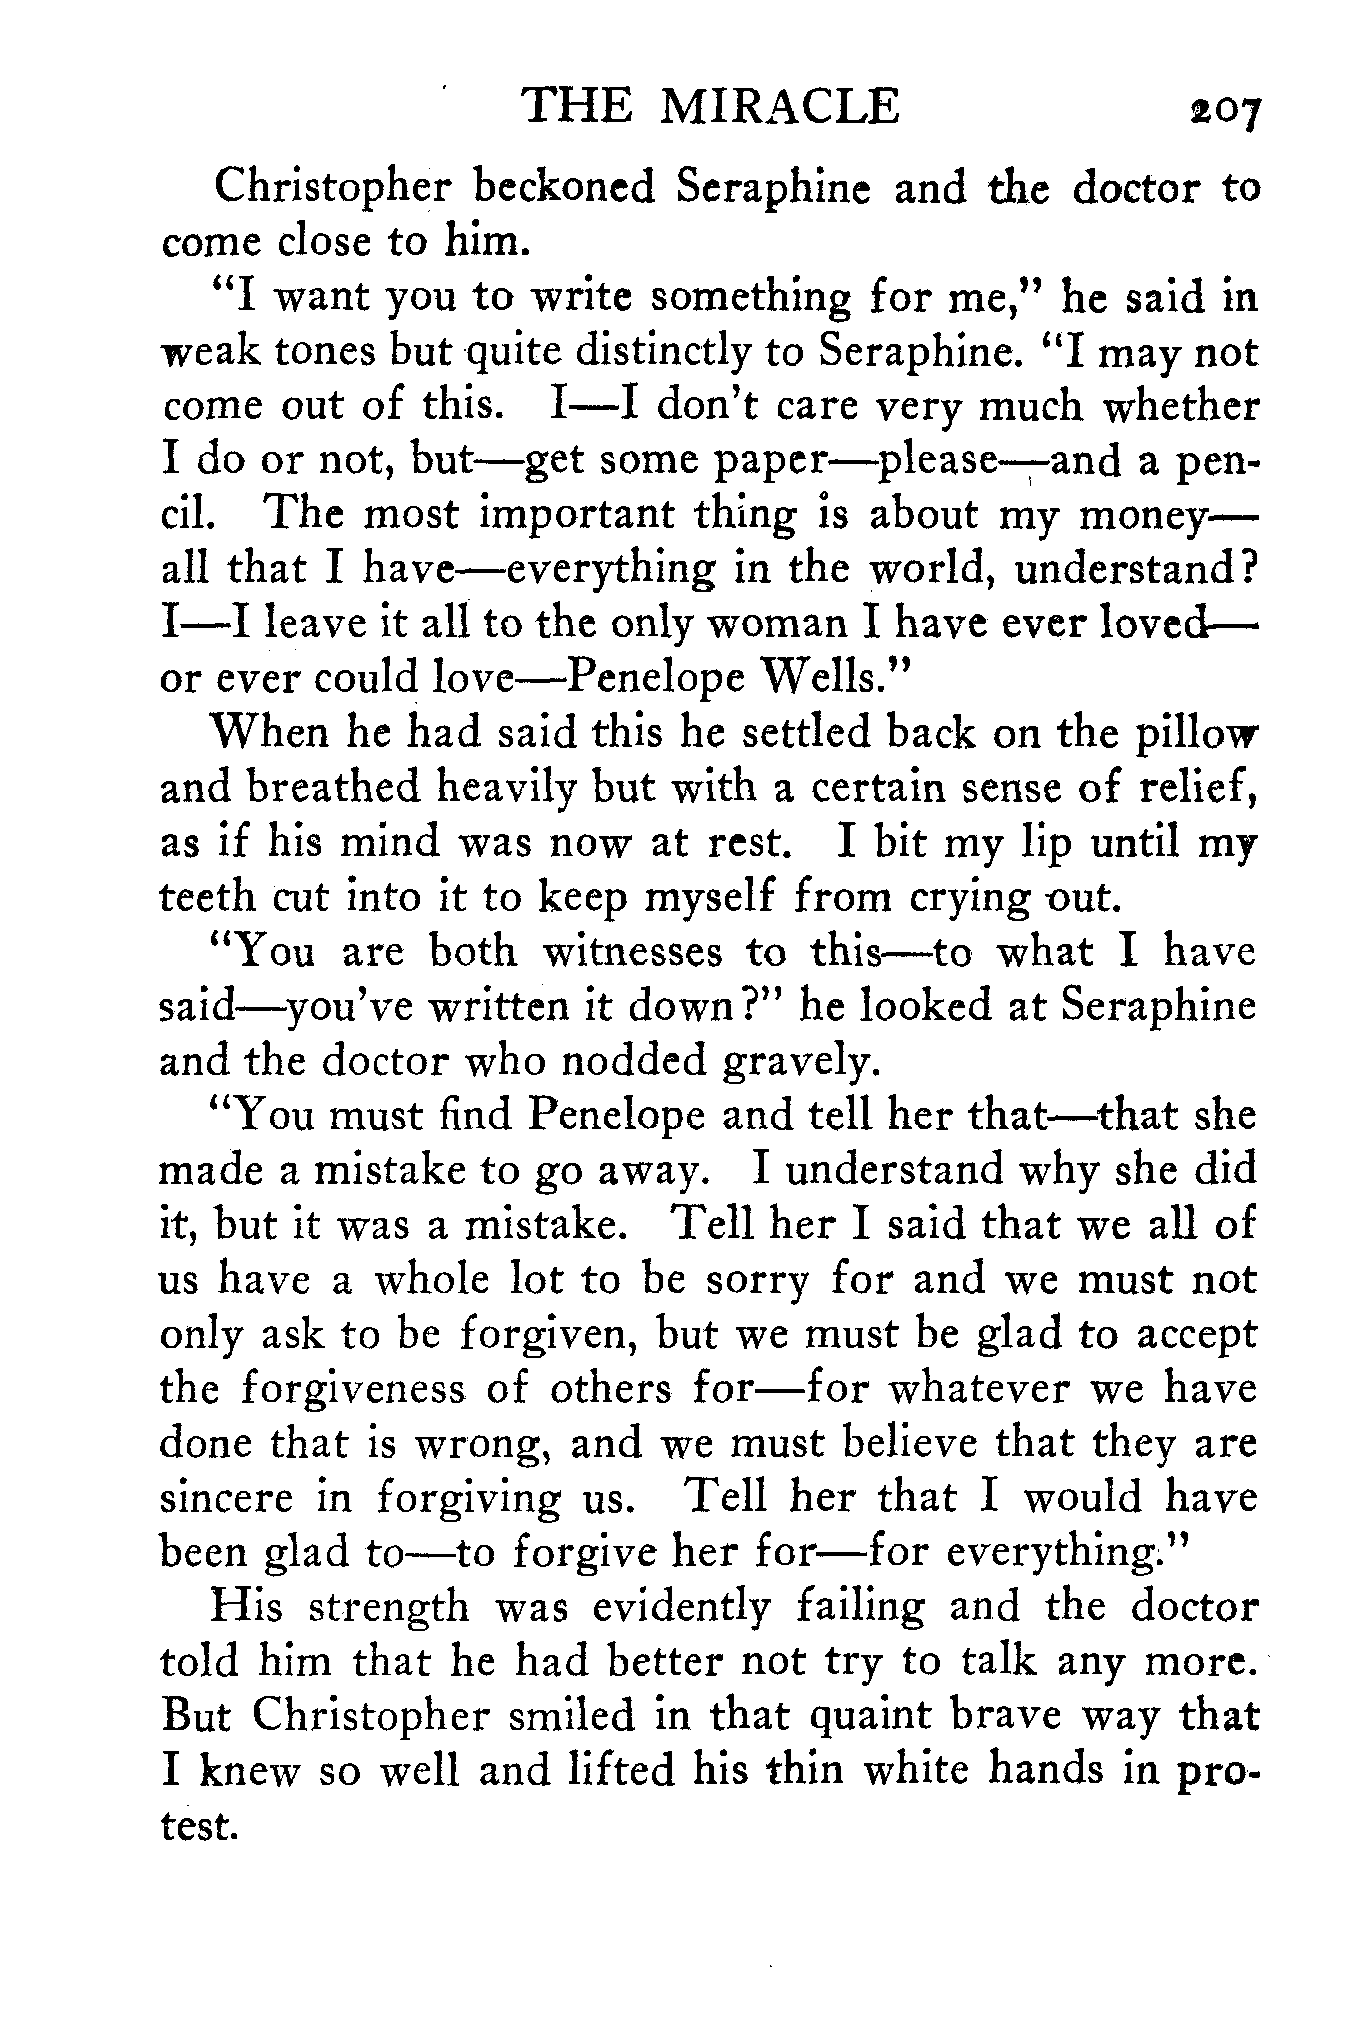 THE MIRACLE 207
Christopher beckoned Seraphine and the doctor to
come close to him.
"I want you to write something for me," he said in
weak tones but quite distinctly to Seraphine. "I may not
come out of this. I—I don't care very much whether
I do or not, but—get some paper—please—and a pen-
cil. The most important thing is about my money—
all that I have—everything in the world, understand?
I—I leave it all to the only woman I have ever loved—
or ever could love—Penelope Wells."
When he had said this he settled back on the pillow
and breathed heavily but with a certain sense of relief,
as if his mind was now at rest. I bit my lip until my
teeth cut into it to keep myself from crying out.
"You are both witnesses to this—to what I have
said—you've written it down?" he looked at Seraphine
and the doctor who nodded gravely.
"You must find Penelope and tell her that—that she
made a mistake to go away. I understand why she did
it, but it was a mistake. Tell her I said that we all of
us have a whole lot to be sorry for and we must not
only ask to be forgiven, but we must be glad to accept
the forgiveness of others for—for whatever we have
done that is wrong, and we must believe that they are
sincere in forgiving us. Tell her that I would have
been glad to—to forgive her for—for everything."
His strength was evidently failing and the doctor
told him that he had better not try to talk any more.
But Christopher smiled in that quaint brave way that
I knew so well and lifted his thin white hands in pro-
test.